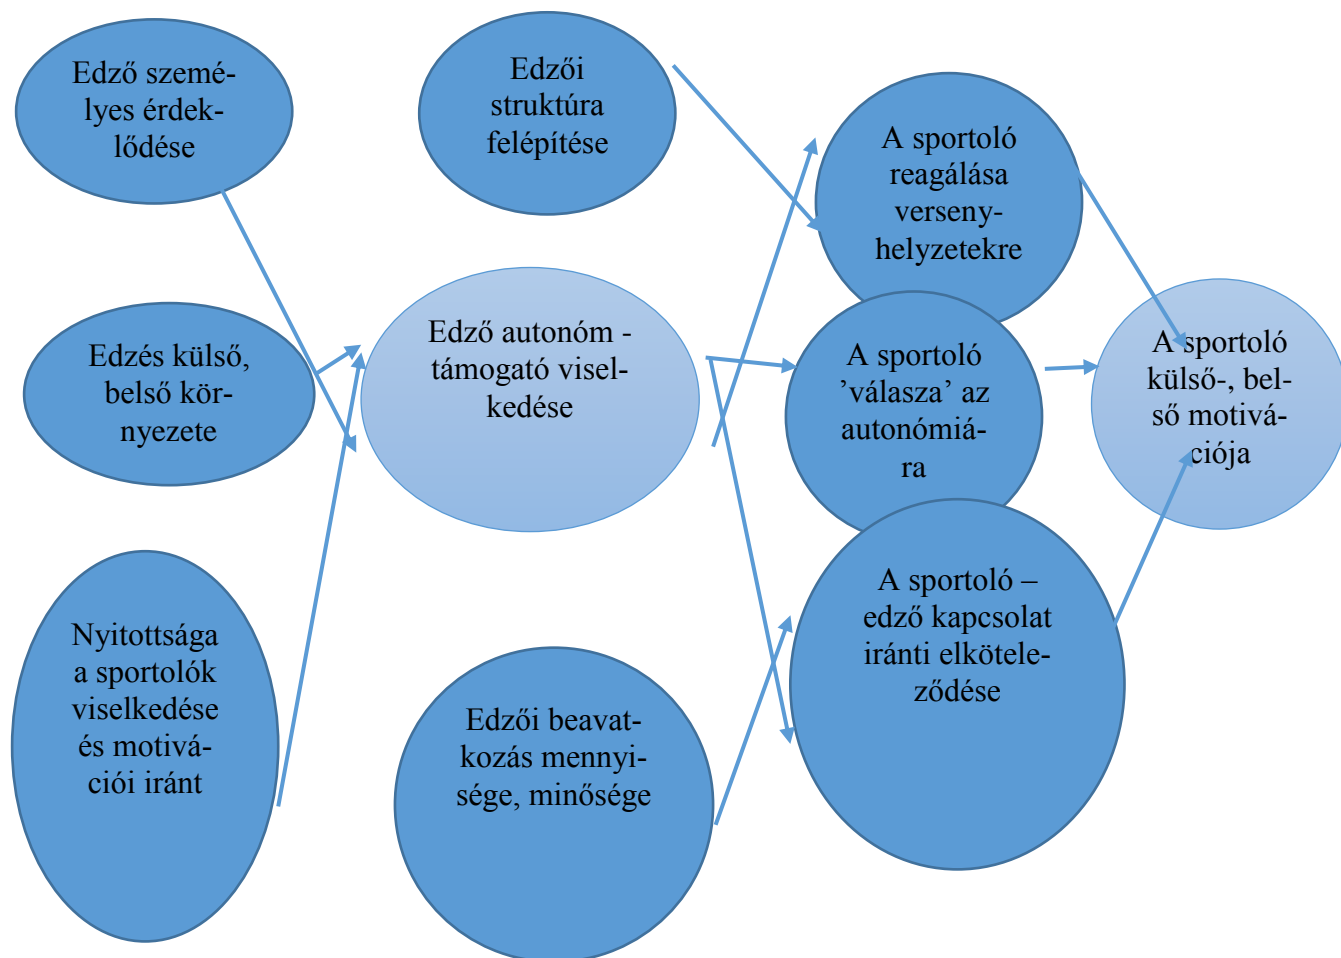 Edző szemé-
lyes érdek-
lődése
Edzői
struktúra
felépítése
A sportoló
reagálása
verseny-
helyzetekre
Edzés külső,
belső kör-
nyezete
Edző autonóm -
támogató visel-
kedése
A sportoló
’válasza’ az
autonómiá-
ra
A sportoló
külső-, bel-
ső motivá-
ciója
Nyitottsága
a sportolók
viselkedése
és motivá-
ciói iránt
Edzői beavat-
kozás mennyi-
sége, minősége
A sportoló –
edző kapcsolat
iránti elkötele-
ződése